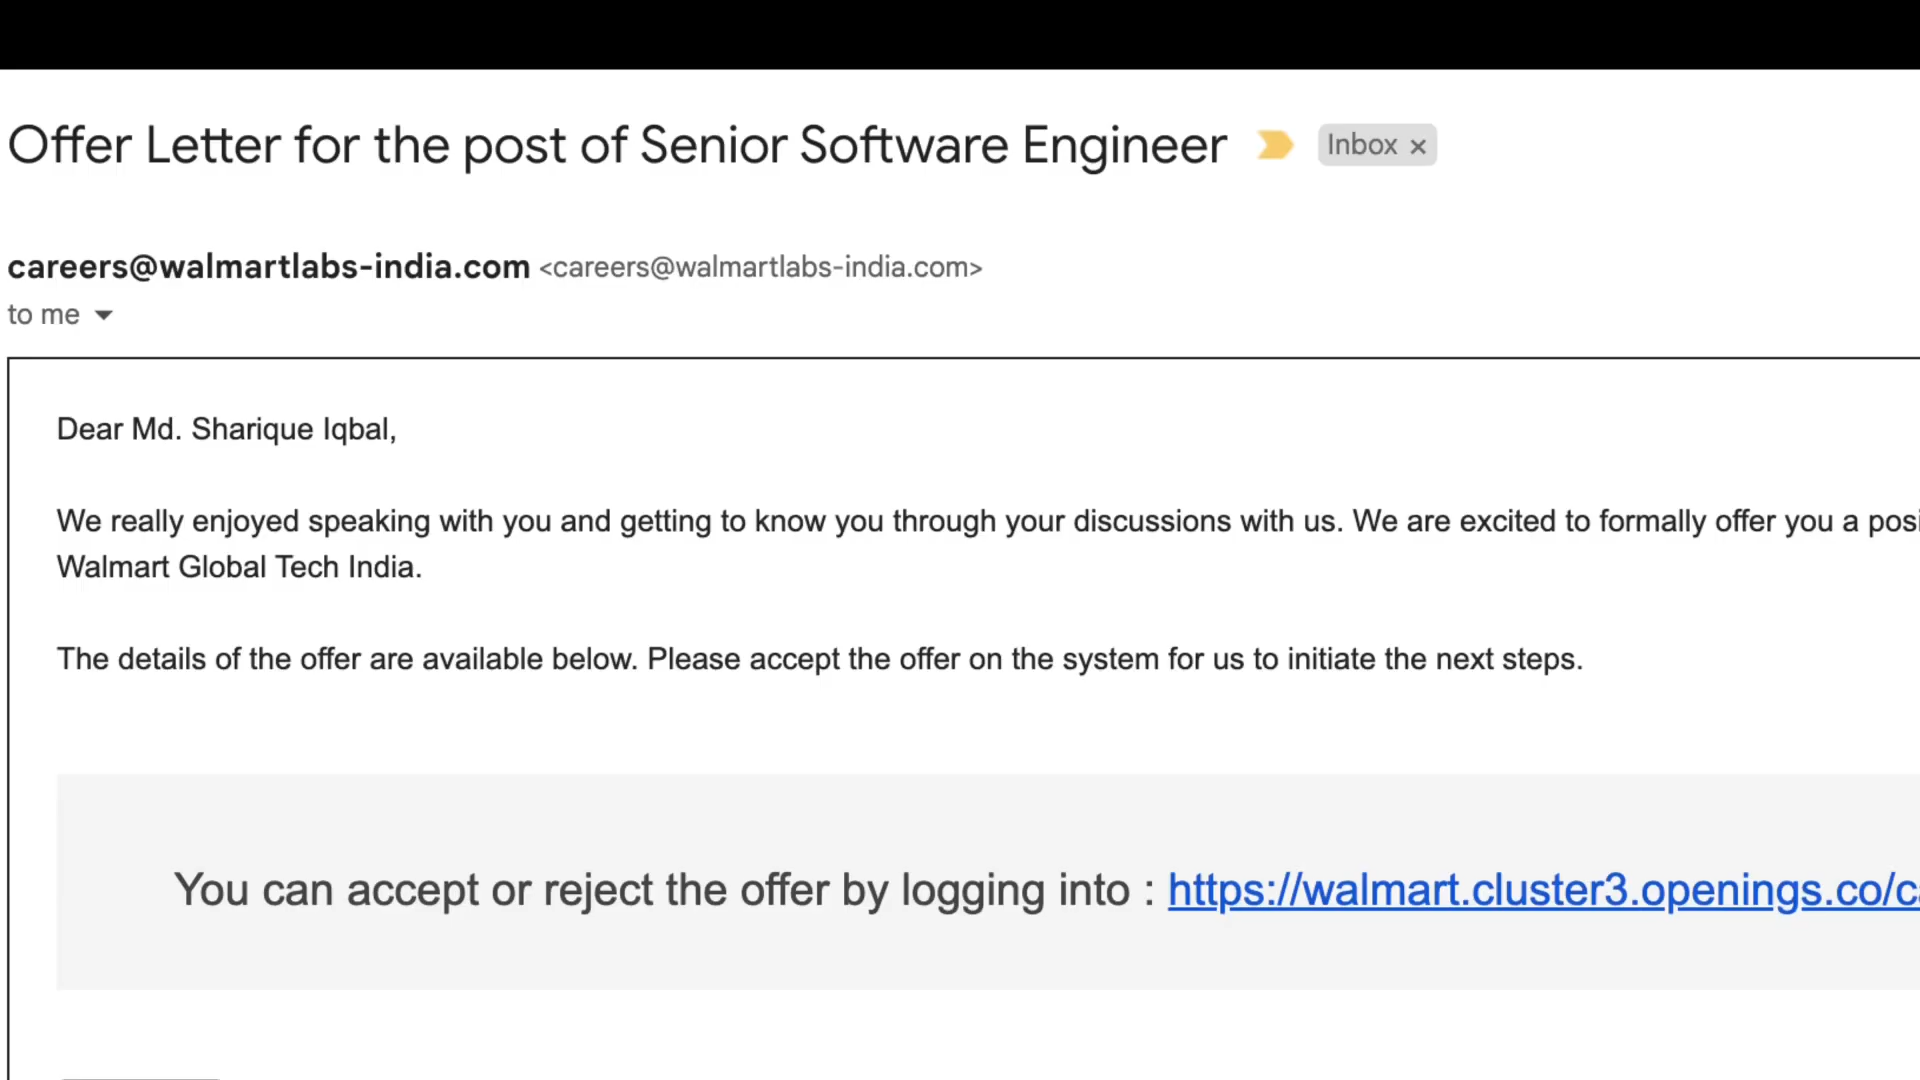 Offer Letter for the post of Senior Software Engineer Inbox ×
careers@walmartlabs-india.com <careers@walmartlabs-india.com>
to me
Dear Md. Sharique Iqbal,
We really enjoyed speaking with you and getting to know you through your discussions with us. We are excited to formally offer you a posi
Walmart Global Tech India.
The details of the offer are available below. Please accept the offer on the system for us to initiate the next steps.
You can accept or reject the offer by logging into : https://walmart.cluster3.openings.co/c